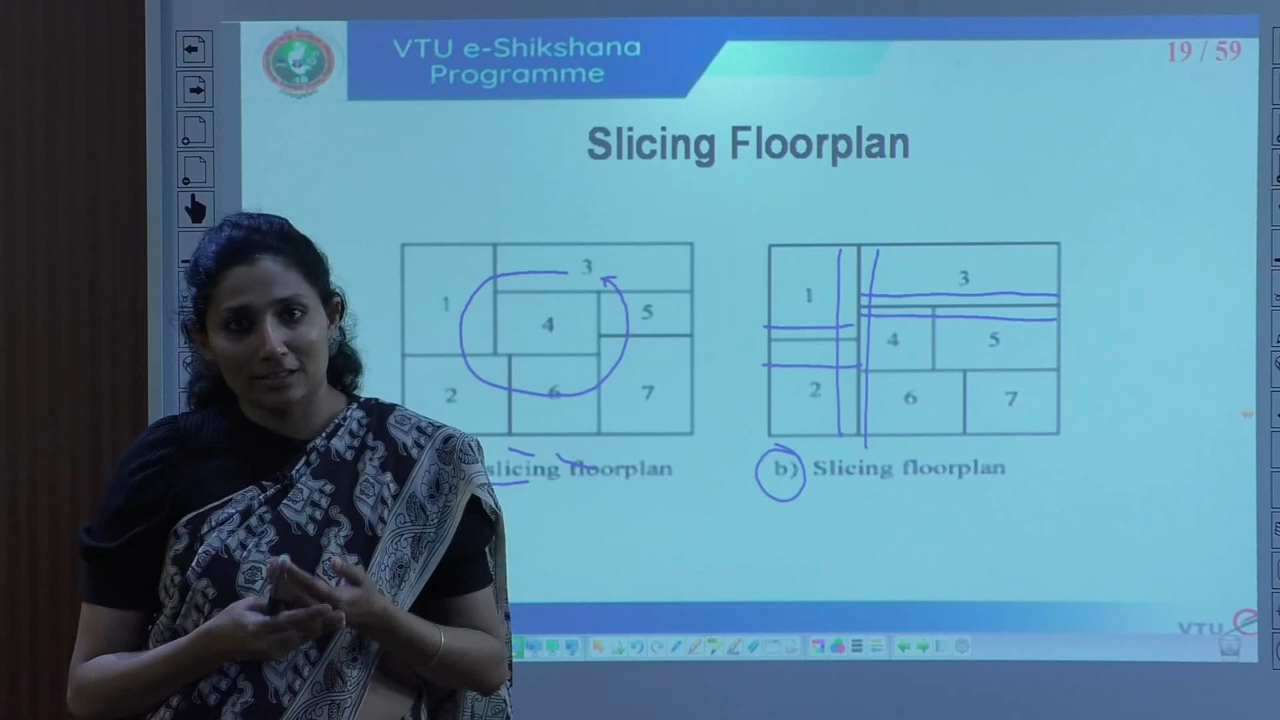 VTU e-Shikshana
Programme
19 / 59
Slicing Floorplan
3
1
4
5
2
6
7
slicing floorplan
1
3
4
5
2
6
7
b) Slicing floorplan
VTU